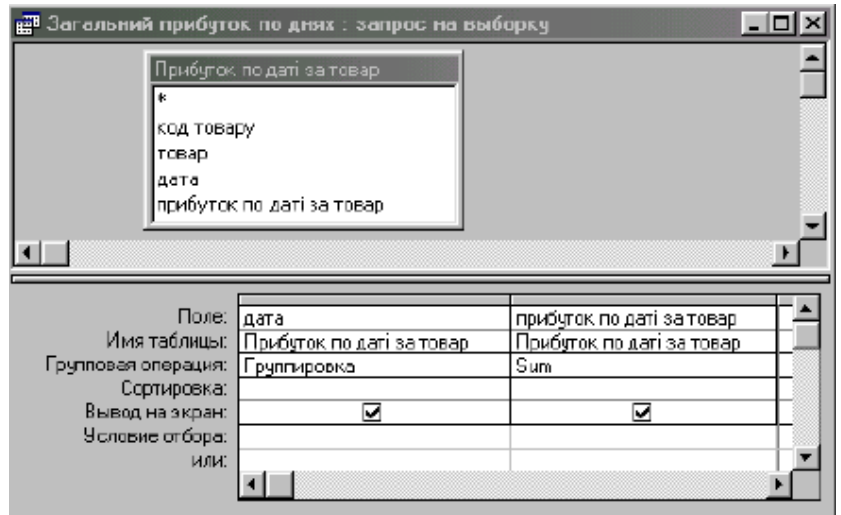 Загальний прибуток по днях : запрос на выборку
Прибуток по даті за товар
*
код товару
товар
дата
прибуток по даті за товар
Поле: дата прибуток по даті за товар
Имя таблицы: Прибуток по даті за товар Прибуток по даті за товар
Групповая операция: Группировка Sum
Сортировка:
Вывод на экран:
Условие отбора:
или: